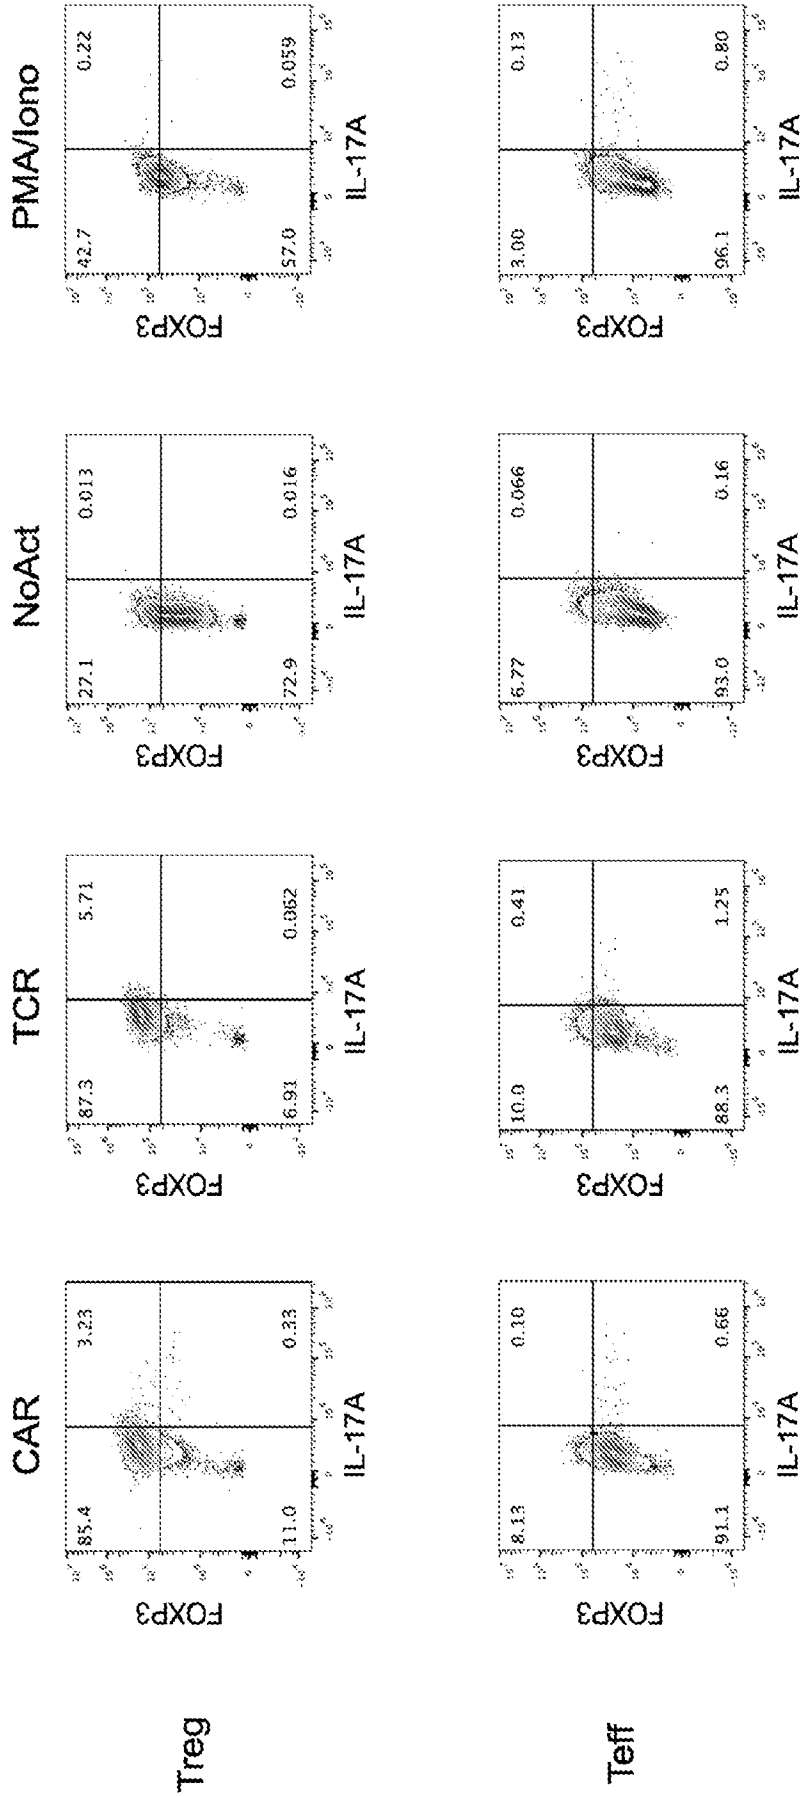 CAR TCR NoAct PMA/Iono
Treg
FOXP3
85.4 3.23
11.0 0.33
IL-17A
FOXP3
87.3 5.71
6.91 0.062
IL-17A
FOXP3
27.1 0.013
72.9 0.016
IL-17A
FOXP3
42.7 0.22
57.0 0.059
IL-17A
Teff
FOXP3
8.13 0.10
91.1 0.66
IL-17A
FOXP3
10.0 0.41
88.3 1.25
IL-17A
FOXP3
6.77 0.066
93.0 0.16
IL-17A
FOXP3
3.00 0.13
96.1 0.80
IL-17A